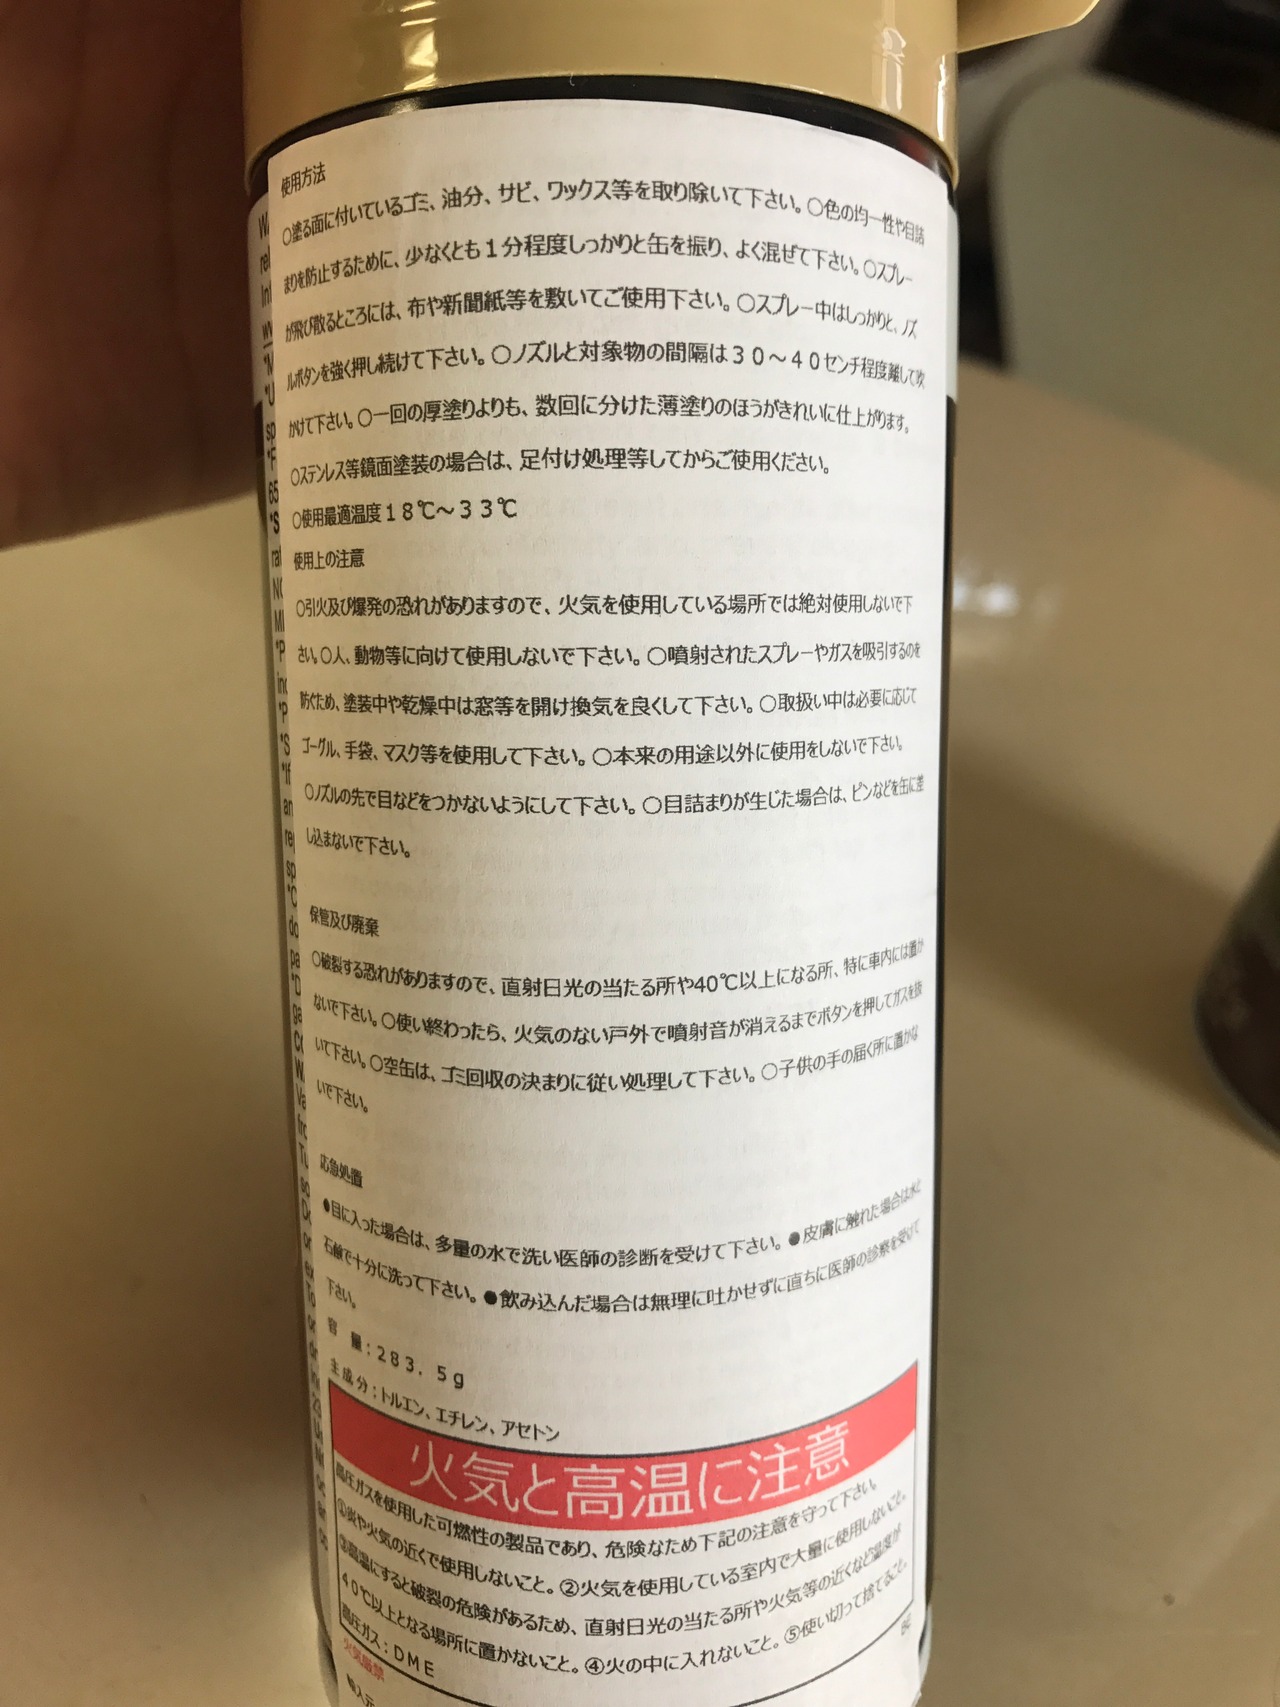 使用方法
○塗る面に付いているゴミ、油分、サビ、ワックス等を取り除いて下さい。○色の均一性や目詰
まりを防止するために、少なくとも１分程度しっかりと缶を振り、よく混ぜて下さい。○スプレー
が飛び散るところには、布や新聞紙等を敷いてご使用下さい。○スプレー中はしっかりと、ノズ
ルボタンを強く押し続けて下さい。○ノズルと対象物の間隔は３０～４０センチ程度離して吹
かけて下さい。○一回の厚塗りよりも、数回に分けた薄塗りのほうがきれいに仕上がります。
○ステンレス等鏡面塗装の場合は、足付け処理等してからご使用ください。
○使用最適温度１８℃～３３℃
使用上の注意
○引火及び爆発の恐れがありますので、火気を使用している場所では絶対使用しないで下
さい。○人、動物等に向けて使用しないで下さい。○噴射されたスプレーやガスを吸引するのを
防ぐため、塗装中や乾燥中は窓等を開け換気を良くして下さい。○取扱い中は必要に応じて
ゴーグル、手袋、マスク等を使用して下さい。○本来の用途以外に使用をしないで下さい。
○ノズルの先で目などをつかないようにして下さい。○目詰まりが生じた場合は、ピンなどを缶に差
し込まないで下さい。
保管及び廃棄
○破裂する恐れがありますので、直射日光の当たる所や40℃以上になる所、特に車内には置か
ないで下さい。○使い終わったら、火気のない戸外で噴射音が消えるまでボタンを押してガスを抜
いて下さい。○空缶は、ゴミ回収の決まりに従い処理して下さい。○子供の手の届く所に置かな
いで下さい。
応急処置
●目に入った場合は、多量の水で洗い医師の診断を受けて下さい。●皮膚に触れた場合は水と
石鹸で十分に洗って下さい。●飲み込んだ場合は無理に吐かせずに直ちに医師の診察を受けて
下さい。
容　量：２８３．５ｇ
主成分：トルエン、エチレン、アセトン
火気と高温に注意
高圧ガスを使用した可燃性の製品であり、危険なため下記の注意を守って下さい。
①炎や火気の近くで使用しないこと。②火気を使用している室内で大量に使用しないこと。
③高温にすると破裂の危険があるため、直射日光の当たる所や火気等の近くなど温度が
４０℃以上となる場所に置かないこと。④火の中に入れないこと。⑤使い切って捨てること。
高圧ガス：ＤＭＥ
火気厳禁
輸入元